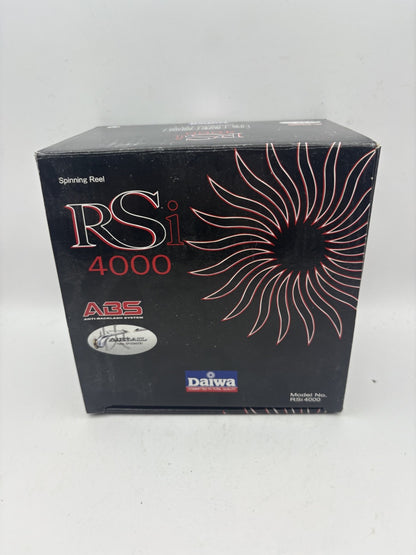 Spinning Reel
RSi
4000
ABS
ANTI-BACKLASH SYSTEM
Daiwa
Model No.
RSi 4000